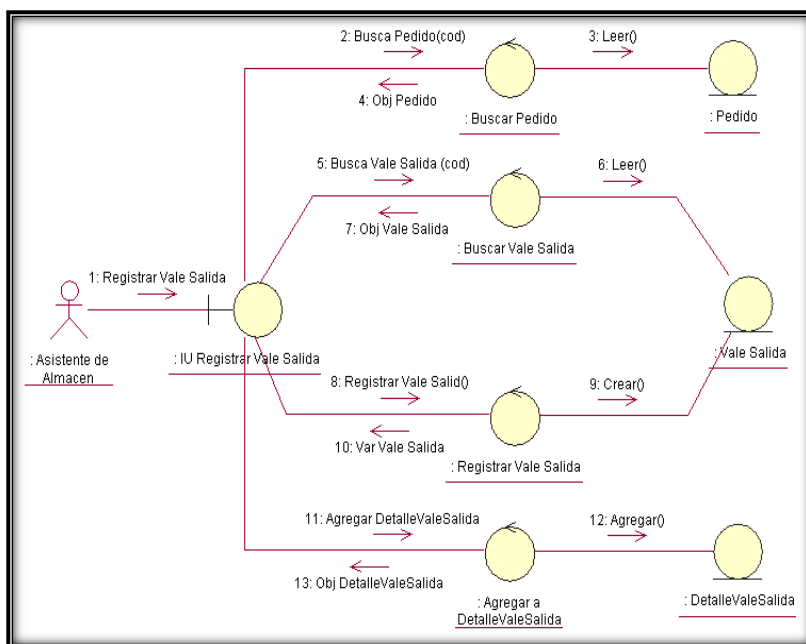 2: Busca Pedido(cod)
3: Leer()
4: Obj Pedido
: Buscar Pedido
: Pedido
5: Busca Vale Salida (cod)
6: Leer()
7: Obj Vale Salida
: Buscar Vale Salida
1: Registrar Vale Salida
: Asistente de
Almacen
: IU Registrar Vale Salida
: Vale Salida
8: Registrar Vale Salid()
9: Crear()
10: Var Vale Salida
: Registrar Vale Salida
11: Agregar DetalleValeSalida
12: Agregar()
13: Obj DetalleValeSalida
: Agregar a
DetalleValeSalida
: DetalleValeSalida